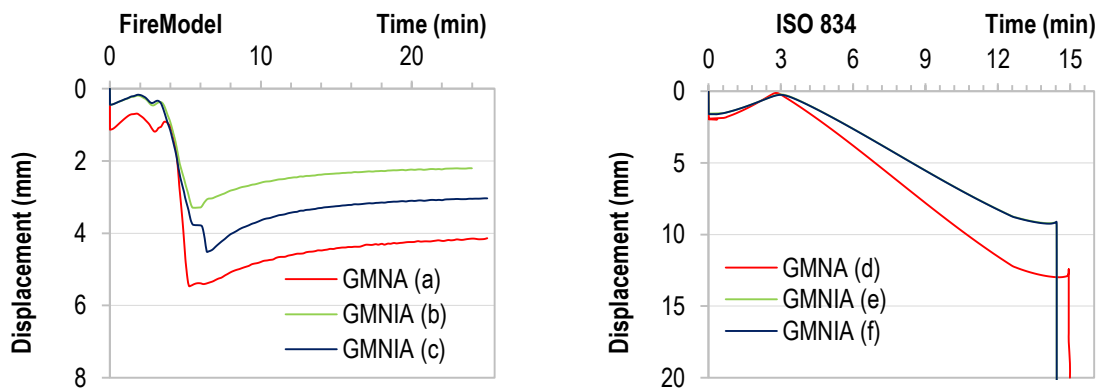 FireModel Time (min)
0 10 20
0
2
4
6
8
Displacement (mm)
GMNA (a)
GMNIA (b)
GMNIA (c)
ISO 834 Time (min)
0 3 6 9 12 15
0
5
10
15
20
Displacement (mm)
GMNA (d)
GMNIA (e)
GMNIA (f)